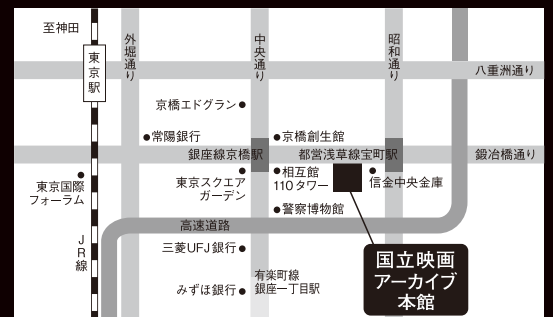 至神田
東京駅
外堀通り
中央通り
昭和通り
八重洲通り
京橋エドグラン
常陽銀行
京橋創生館
銀座線京橋駅
都営浅草線宝町駅
鍛冶橋通り
東京国際
フォーラム
東京スクエア
ガーデン
相互館
110タワー
信金中央金庫
警察博物館
高速道路
JR線
三菱UFJ銀行
みずほ銀行
有楽町線
銀座一丁目駅
国立映画
アーカイブ
本館